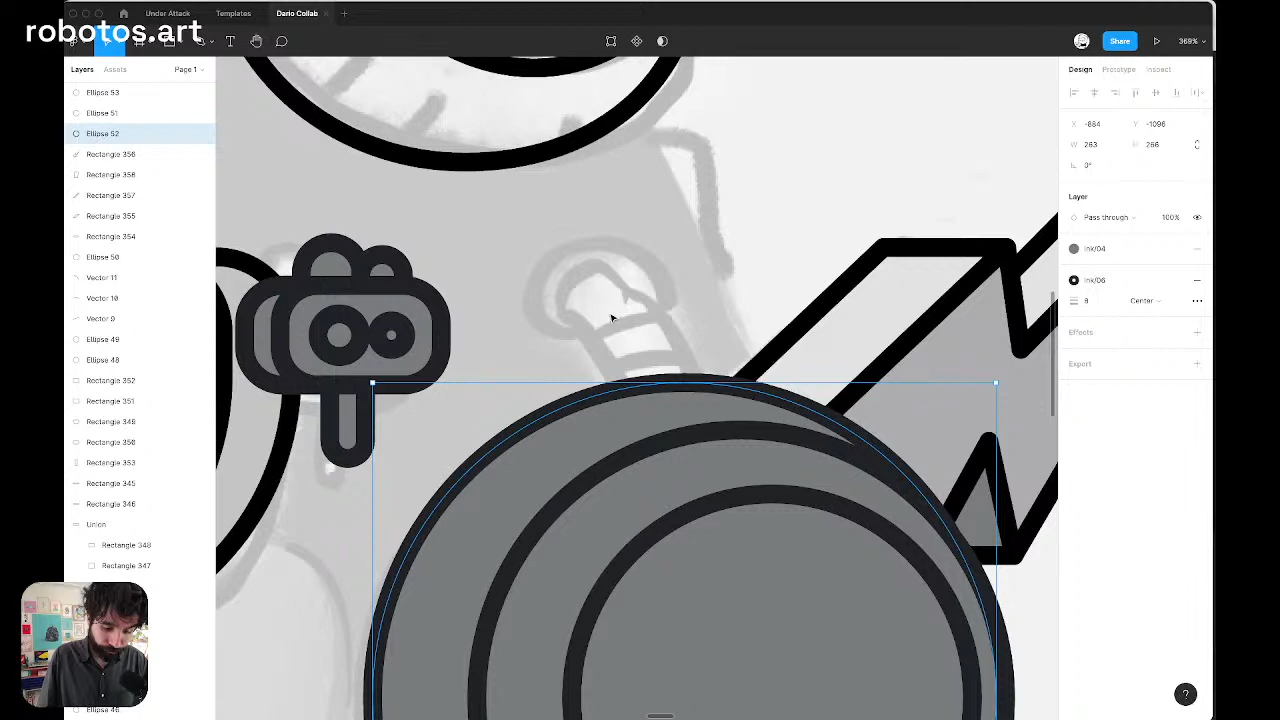 robotos.art
Under Attack
Templates
Dario Collab
Share
369%
Layers
Assets
Page 1
Ellipse 53
Ellipse 51
Ellipse 52
Rectangle 356
Rectangle 358
Rectangle 357
Rectangle 355
Rectangle 354
Ellipse 50
Vector 11
Vector 10
Vector 9
Ellipse 49
Ellipse 48
Rectangle 352
Rectangle 351
Rectangle 349
Rectangle 350
Rectangle 353
Rectangle 345
Rectangle 346
Union
Rectangle 348
Rectangle 347
Ellipse 46
Design
Prototype
Inspect
X -884 Y -1096
W 263 H 266
0°
Layer
Pass through 100%
Ink/04
Ink/06
8 Center
Effects
Export
?